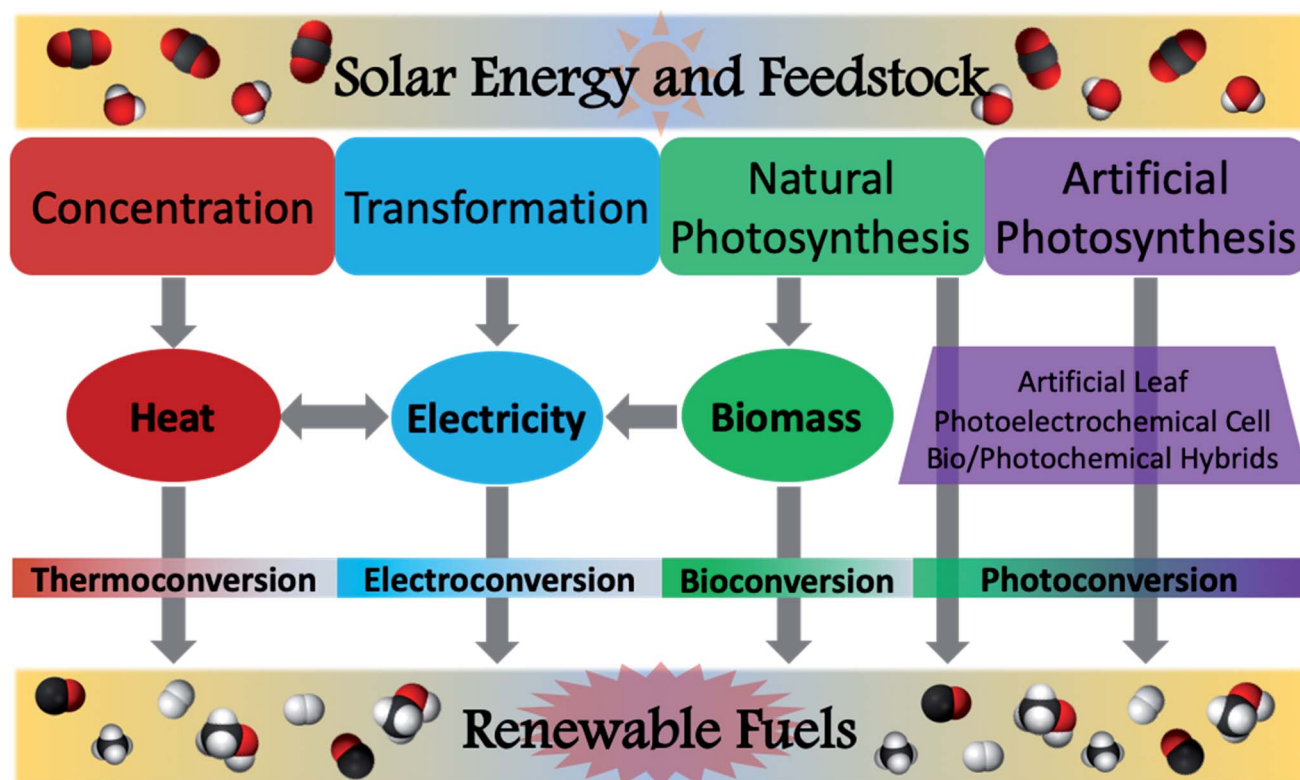 Solar Energy and Feedstock
Concentration
Transformation
Natural
Photosynthesis
Artificial
Photosynthesis
Heat
Electricity
Biomass
Artificial Leaf
Photoelectrochemical Cell
Bio/Photochemical Hybrids
Thermoconversion
Electroconversion
Bioconversion
Photoconversion
Renewable Fuels